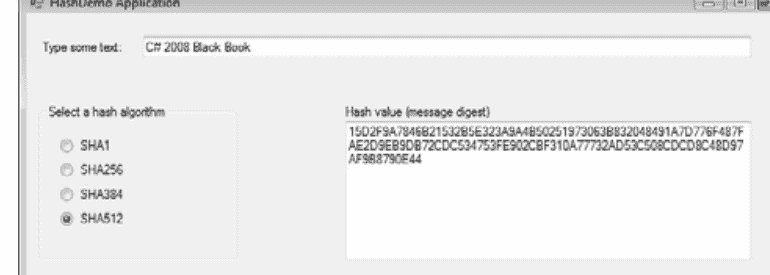 HashDemo Application
Type some text:
C# 2008 Black Book
Select a hash algorithm
SHA1
SHA256
SHA384
SHA512
Hash value (message digest)
15D2F9A7846B21532B5E323A9A4B50251973063B832048491A7D776F487F
AE2D9EB9DB72CDC534753FE902CBF310A77732AD53C508CDCD8C48D97
AF9B8790E44